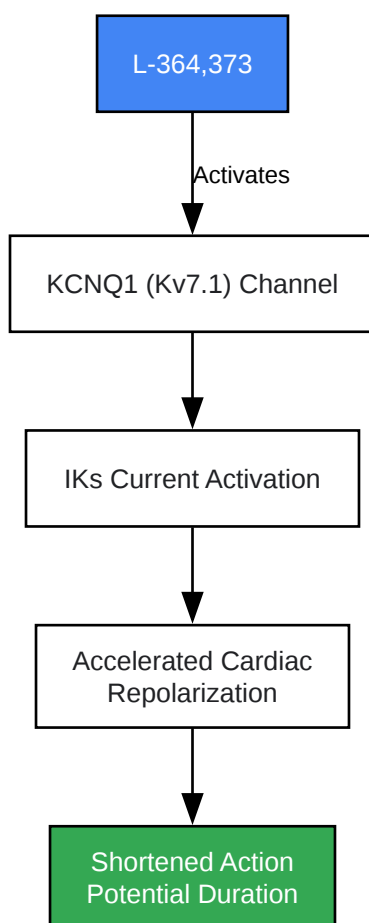 L-364,373
Activates
KCNQ1 (Kv7.1) Channel
IKs Current Activation
Accelerated Cardiac
Repolarization
Shortened Action
Potential Duration